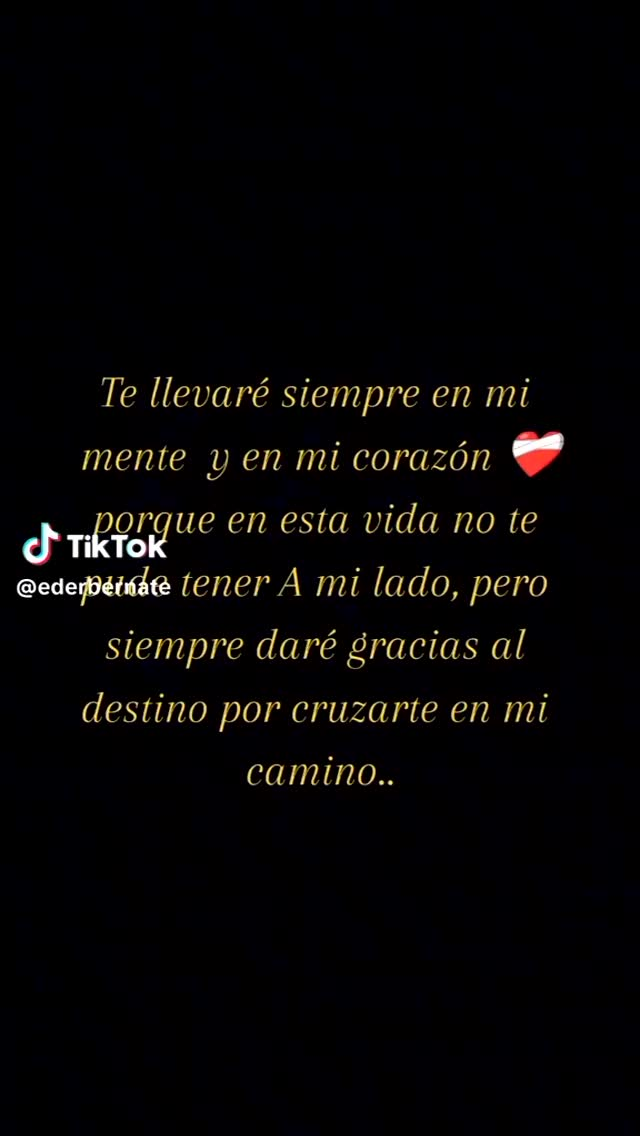 Te llevaré siempre en mi
mente y en mi corazón ❤️‍🩹
porque en esta vida no te
TikTok
@ederbernate
pude tener A mi lado, pero
siempre daré gracias al
destino por cruzarte en mi
camino..